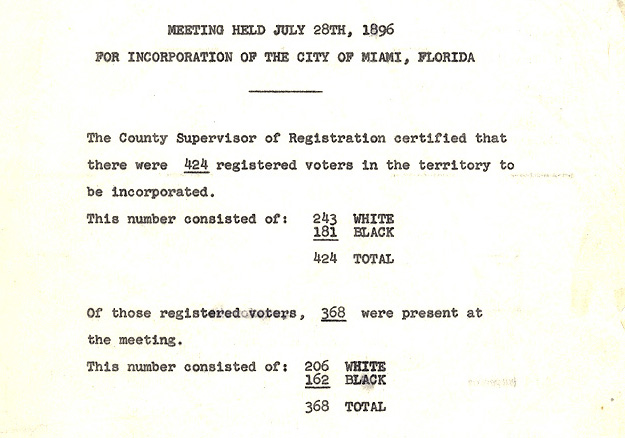 MEETING HELD JULY 28TH, 1896
FOR INCORPORATION OF THE CITY OF MIAMI, FLORIDA
The County Supervisor of Registration certified that
there were 424 registered voters in the territory to
be incorporated.
This number consisted of: 243 WHITE
181 BLACK
424 TOTAL
Of those registered voters, 368 were present at
the meeting.
This number consisted of: 206 WHITE
162 BLACK
368 TOTAL